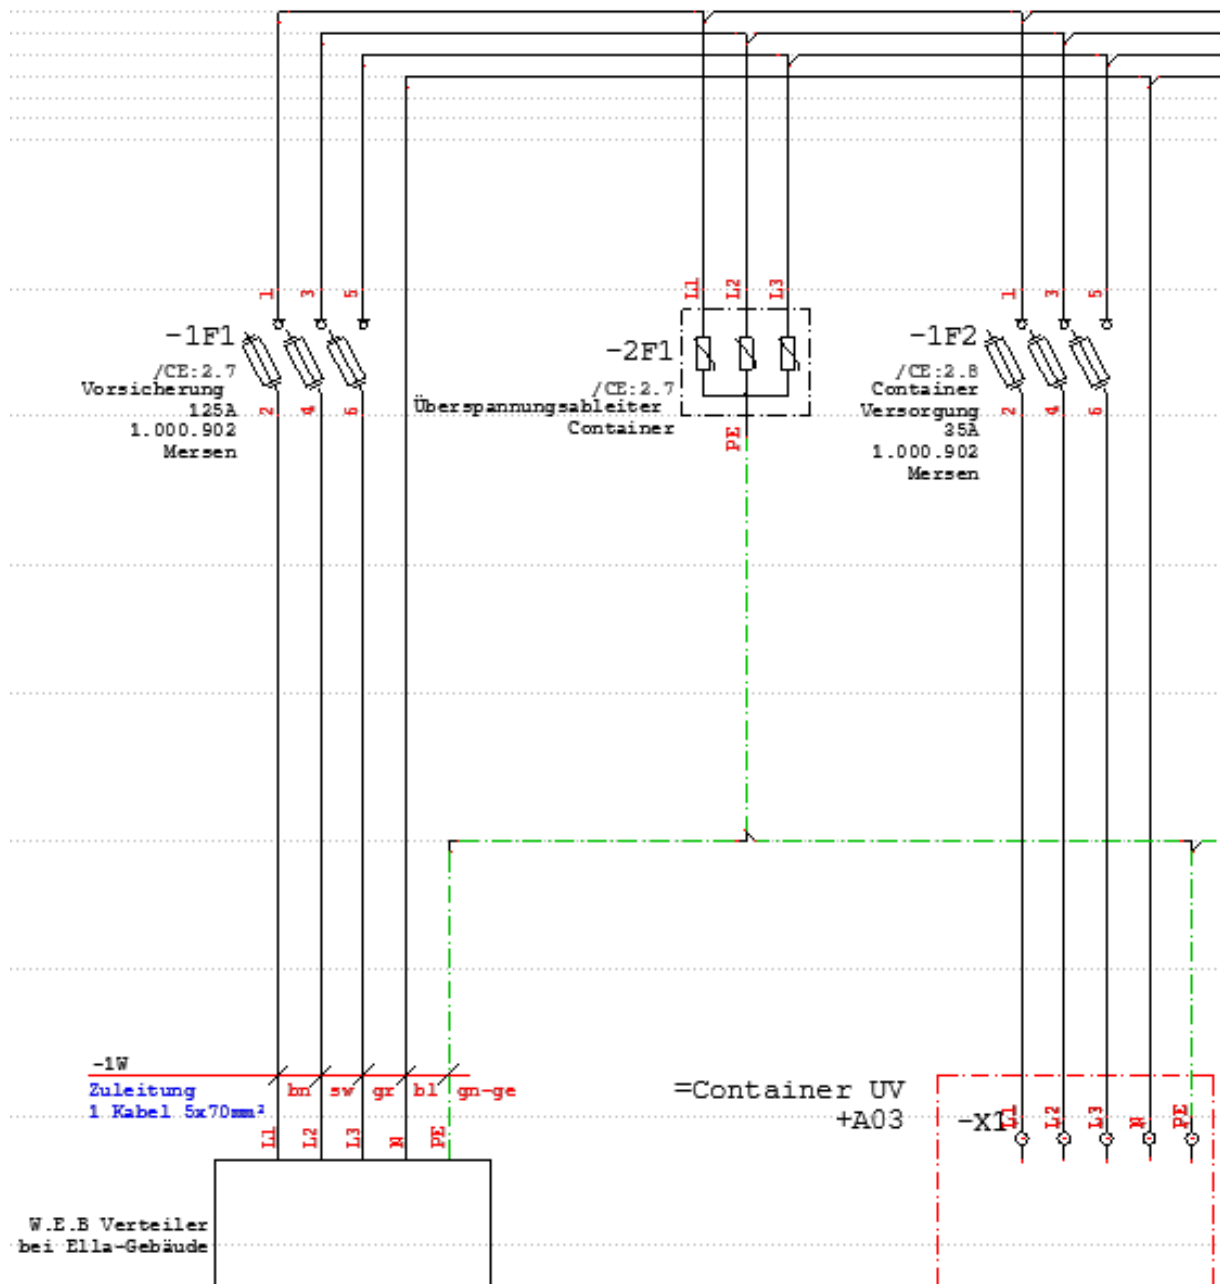 1 3 5
-1F1
/CE:2.7
Vorsicherung
125A
1.000.902
Mersen
2 4 6
L1 L2 L3
-2F1
/CE:2.7
Überspannungsableiter
Container
PE
1 3 5
-1F2
/CE:2.8
Container
Versorgung
35A
1.000.902
Mersen
2 4 6
-1W
Zuleitung
1 Kabel 5x70mm²
bn sw gr bl gn-ge
L1 L2 L3 N PE
W.E.B Verteiler
bei Ella-Gebäude
=Container UV
+A03
-X1
L1 L2 L3 N PE